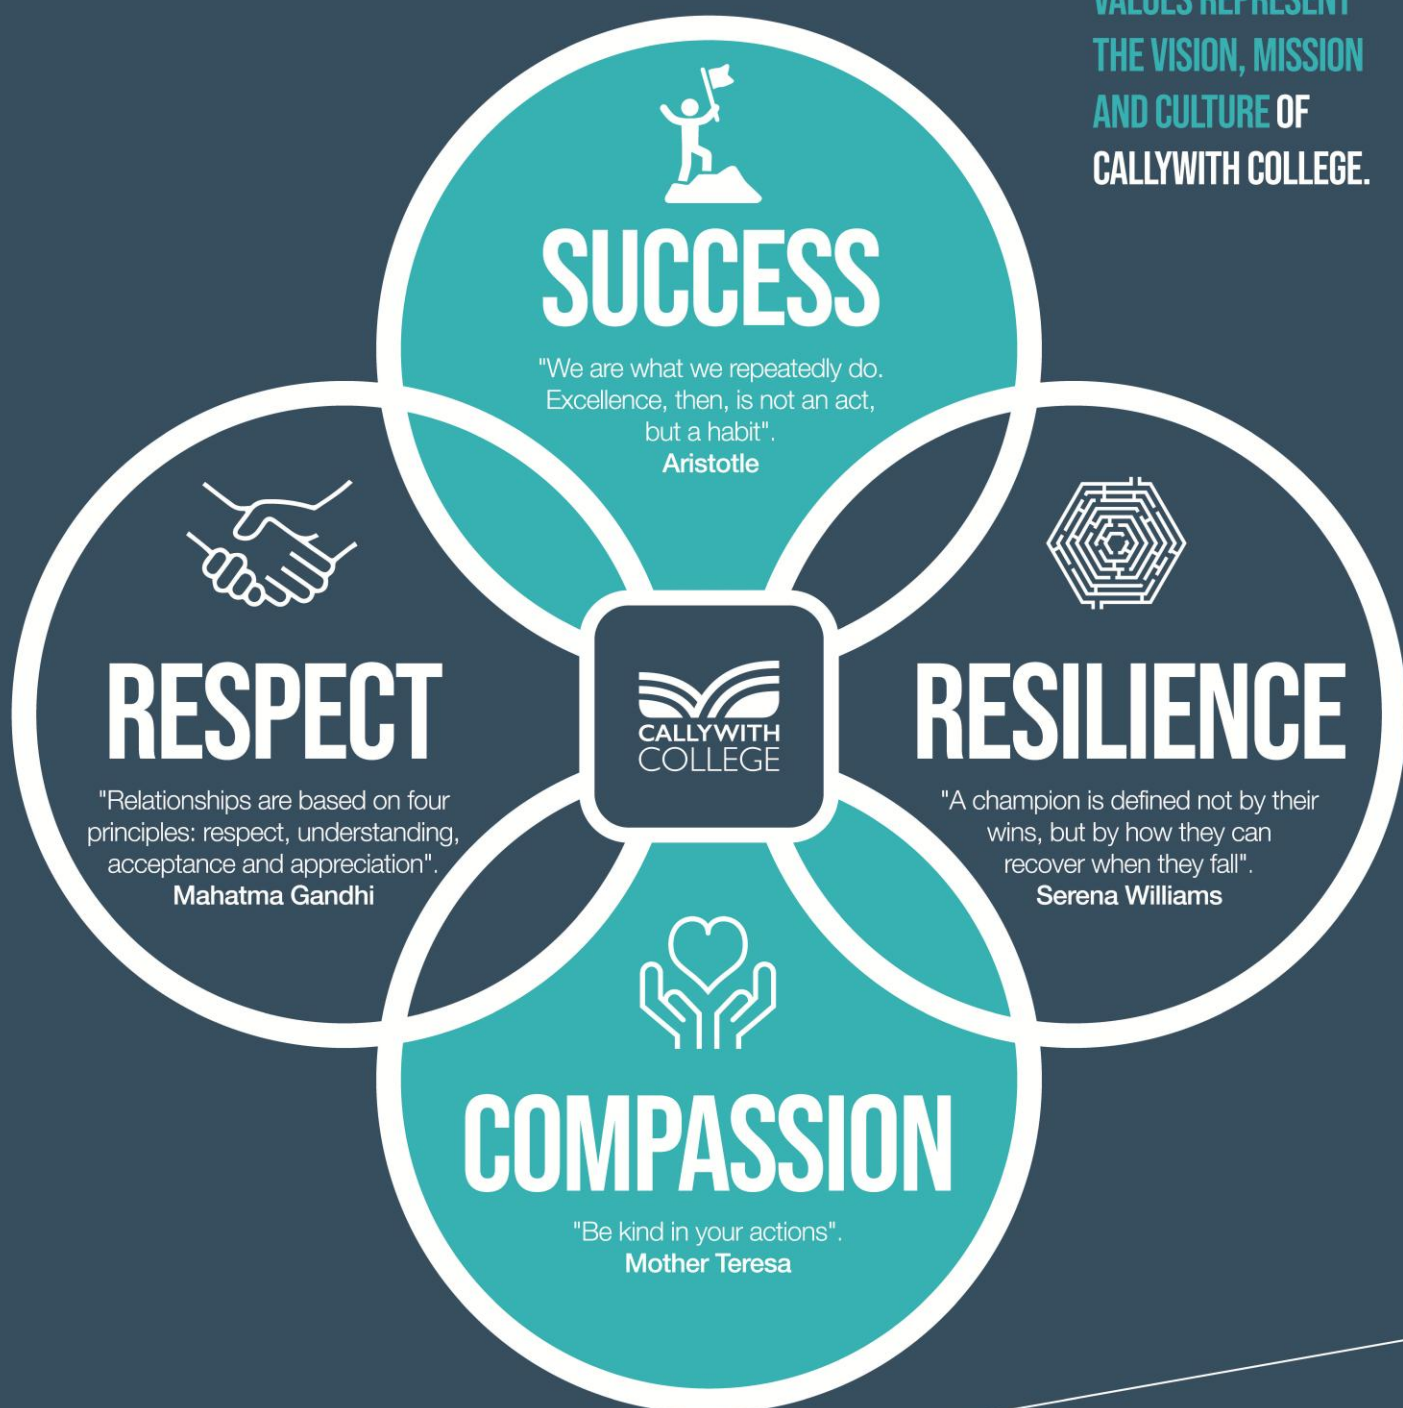 VALUES REPRESENT
THE VISION, MISSION
AND CULTURE OF
CALLYWITH COLLEGE.
SUCCESS
"We are what we repeatedly do.
Excellence, then, is not an act,
but a habit".
Aristotle
RESPECT
"Relationships are based on four
principles: respect, understanding,
acceptance and appreciation".
Mahatma Gandhi
CALLYWITH
COLLEGE
RESILIENCE
"A champion is defined not by their
wins, but by how they can
recover when they fall".
Serena Williams
COMPASSION
"Be kind in your actions".
Mother Teresa